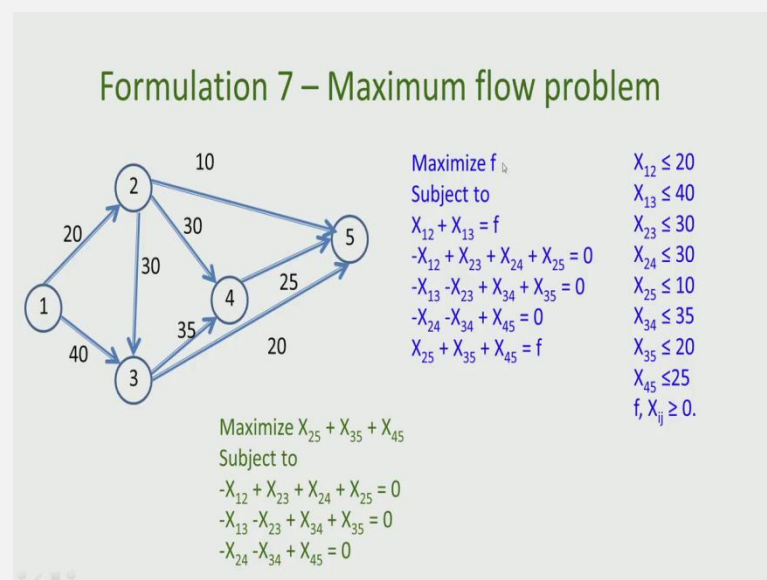 Formulation 7 – Maximum flow problem
10
2
20
30
30
5
1
4
25
35
40
20
3
Maximize f
Subject to
X₁₂ + X₁₃ = f
-X₁₂ + X₂₃ + X₂₄ + X₂₅ = 0
-X₁₃ -X₂₃ + X₃₄ + X₃₅ = 0
-X₂₄ -X₃₄ + X₄₅ = 0
X₂₅ + X₃₅ + X₄₅ = f
X₁₂ ≤ 20
X₁₃ ≤ 40
X₂₃ ≤ 30
X₂₄ ≤ 30
X₂₅ ≤ 10
X₃₄ ≤ 35
X₃₅ ≤ 20
X₄₅ ≤25
f, Xᵢⱼ ≥ 0.
Maximize X₂₅ + X₃₅ + X₄₅
Subject to
-X₁₂ + X₂₃ + X₂₄ + X₂₅ = 0
-X₁₃ -X₂₃ + X₃₄ + X₃₅ = 0
-X₂₄ -X₃₄ + X₄₅ = 0